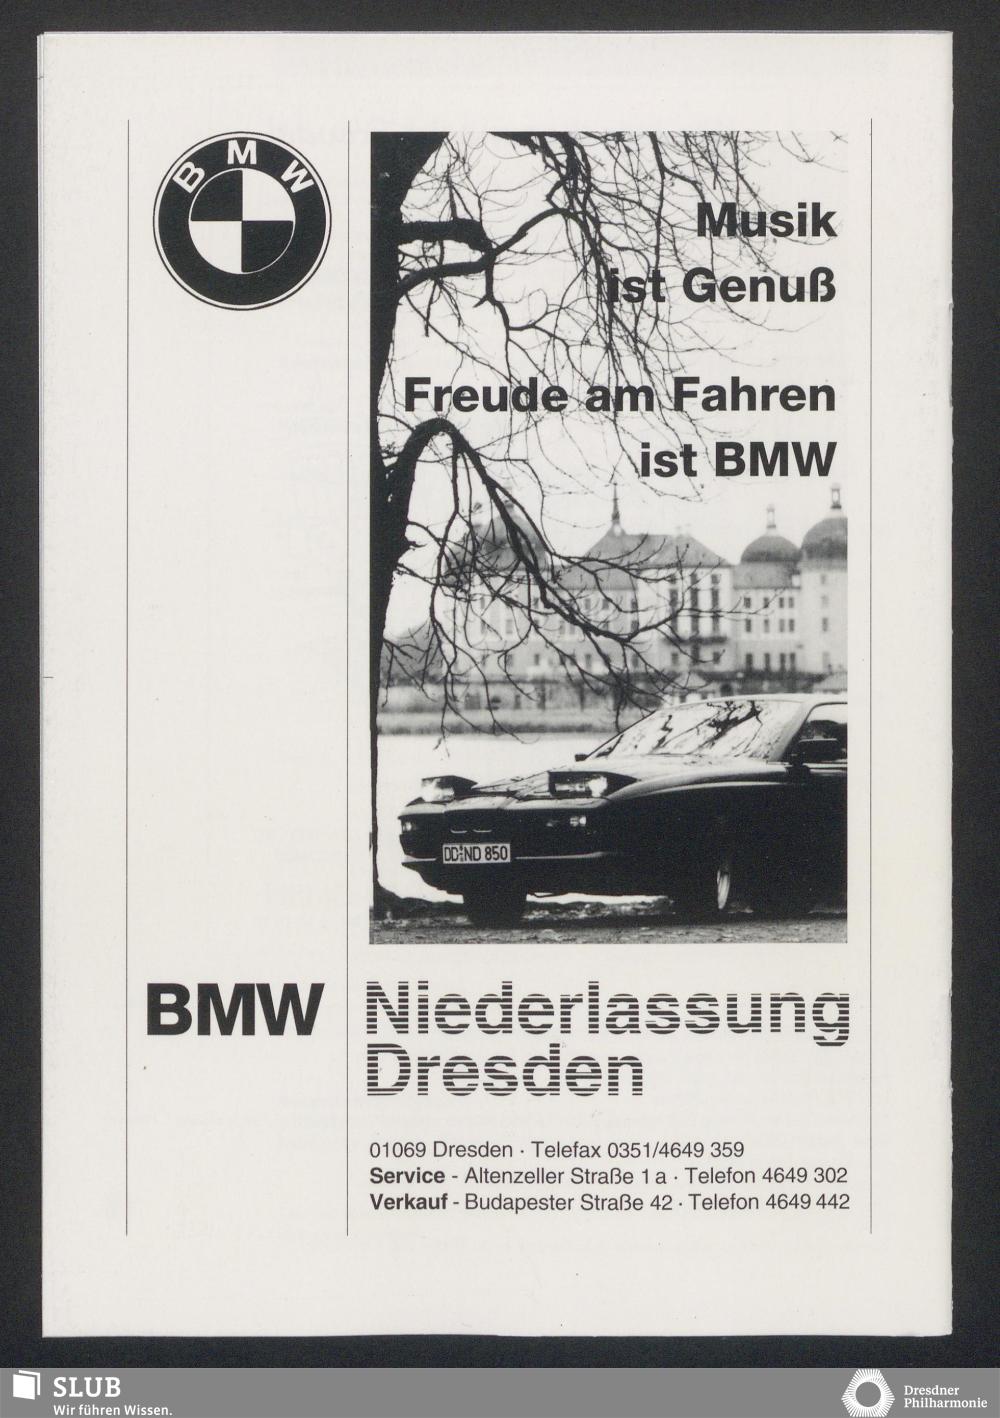 BMW
Musik
ist Genuß
Freude am Fahren
ist BMW
DD ND 850
BMW Niederlassung
Dresden
01069 Dresden · Telefax 0351/4649 359
Service - Altenzeller Straße 1 a · Telefon 4649 302
Verkauf - Budapester Straße 42 · Telefon 4649 442
SLUB
Wir führen Wissen.
Dresdner
Philharmonie